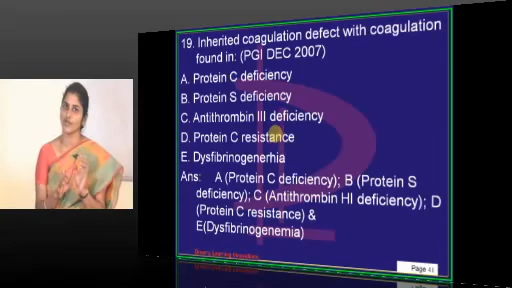 19. Inherited coagulation defect with coagulation
found in: (PGI DEC 2007)
A. Protein C deficiency
B. Protein S deficiency
C. Antithrombin III deficiency
D. Protein C resistance
E. Dysfibrinogenerhia
Ans: A (Protein C deficiency); B (Protein S
deficiency); C (Antithrombin HI deficiency); D
(Protein C resistance) &
E(Dysfibrinogenemia)
Page 41